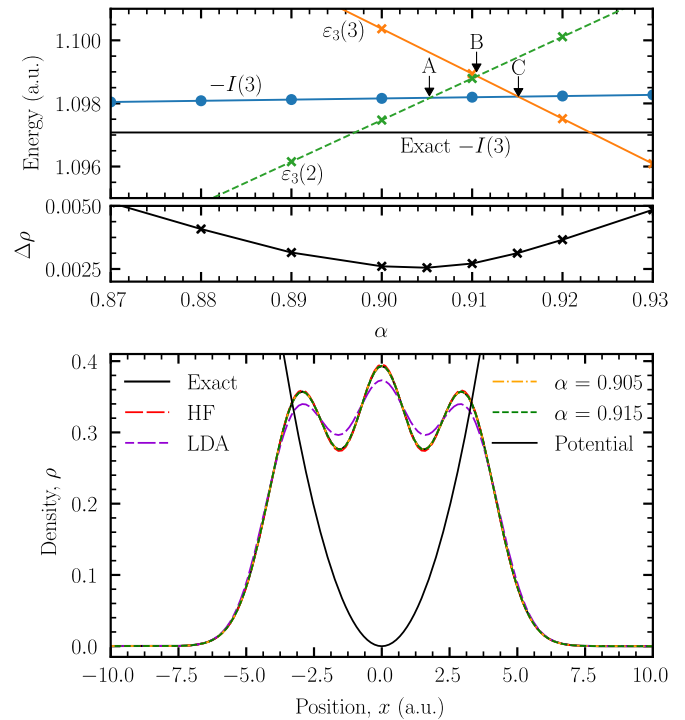 1.100
1.098
1.096
Energy (a.u.)
ε₃(3)
B
A
C
−I(3)
Exact −I(3)
ε₃(2)
0.0050
0.0025
Δρ
0.87 0.88 0.89 0.90 0.91 0.92 0.93
α
0.4
0.3
0.2
0.1
0.0
Density, ρ
Exact
HF
LDA
α = 0.905
α = 0.915
Potential
−10.0 −7.5 −5.0 −2.5 0.0 2.5 5.0 7.5 10.0
Position, x (a.u.)